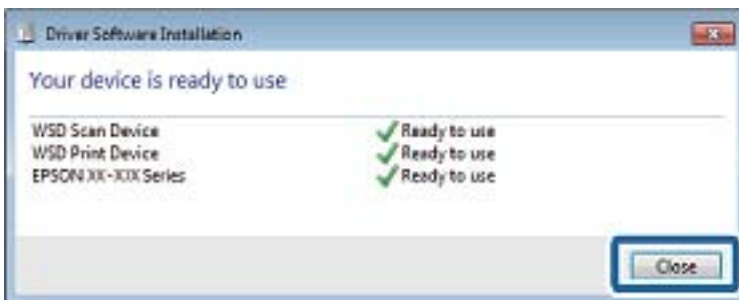 Driver Software Installation
Your device is ready to use
WSD Scan Device Ready to use
WSD Print Device Ready to use
EPSON XX-XXX Series Ready to use
Close